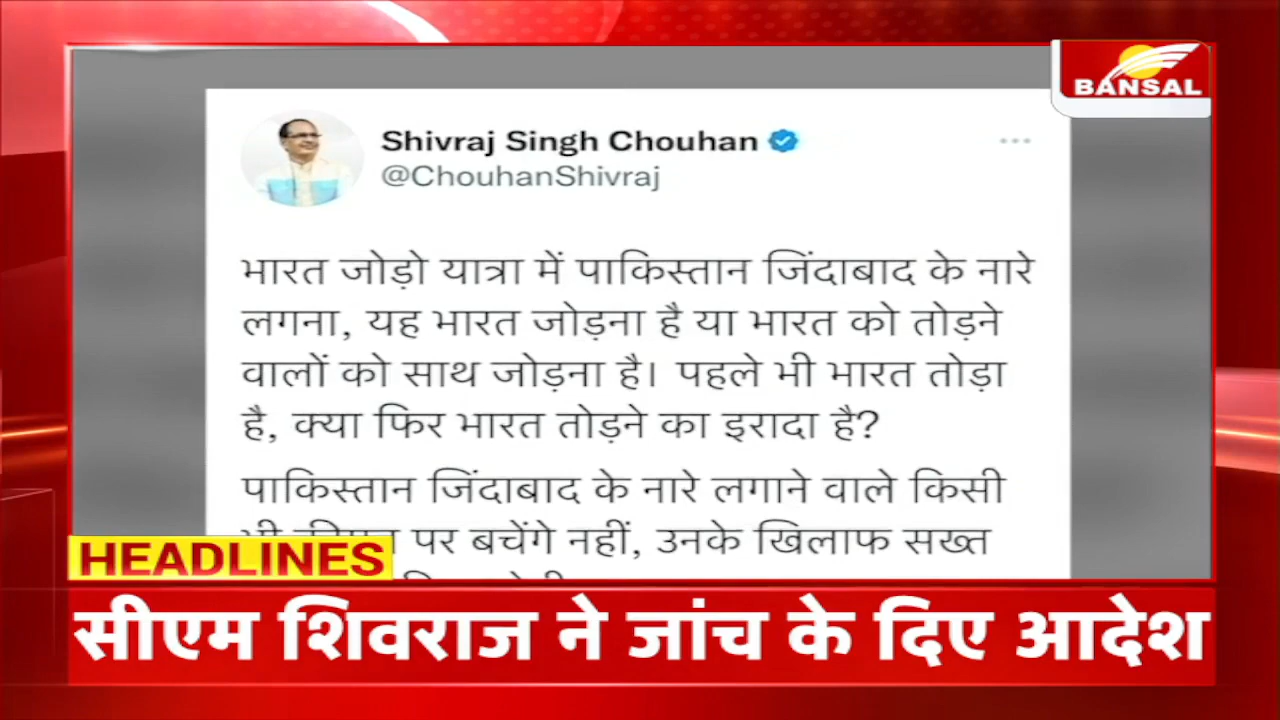 BANSAL
Shivraj Singh Chouhan
@ChouhanShivraj
भारत जोड़ो यात्रा में पाकिस्तान जिंदाबाद के नारे
लगना, यह भारत जोड़ना है या भारत को तोड़ने
वालों को साथ जोड़ना है। पहले भी भारत तोड़ा
है, क्या फिर भारत तोड़ने का इरादा है?
पाकिस्तान जिंदाबाद के नारे लगाने वाले किसी
पर बचेंगे नहीं, उनके खिलाफ सख्त
HEADLINES
सीएम शिवराज ने जांच के दिए आदेश